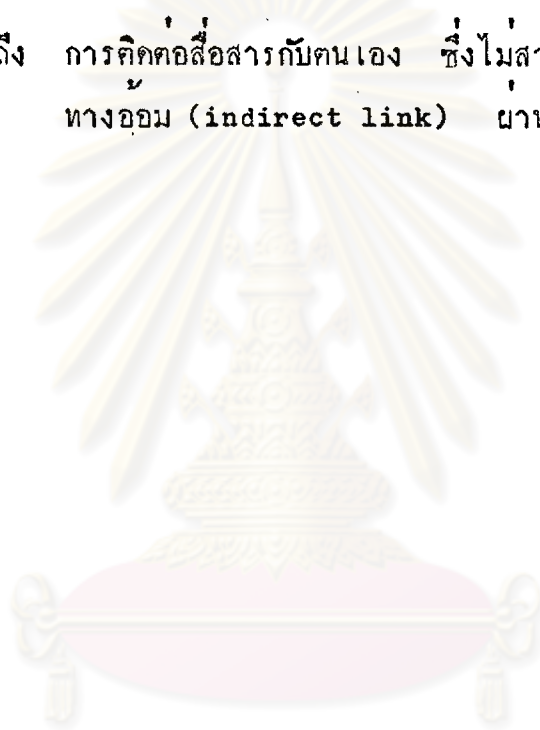 ถึง การติดต่อสื่อสารกับตนเอง ซึ่งไม่สา
ทางอ้อม (indirect link) ผ่าน